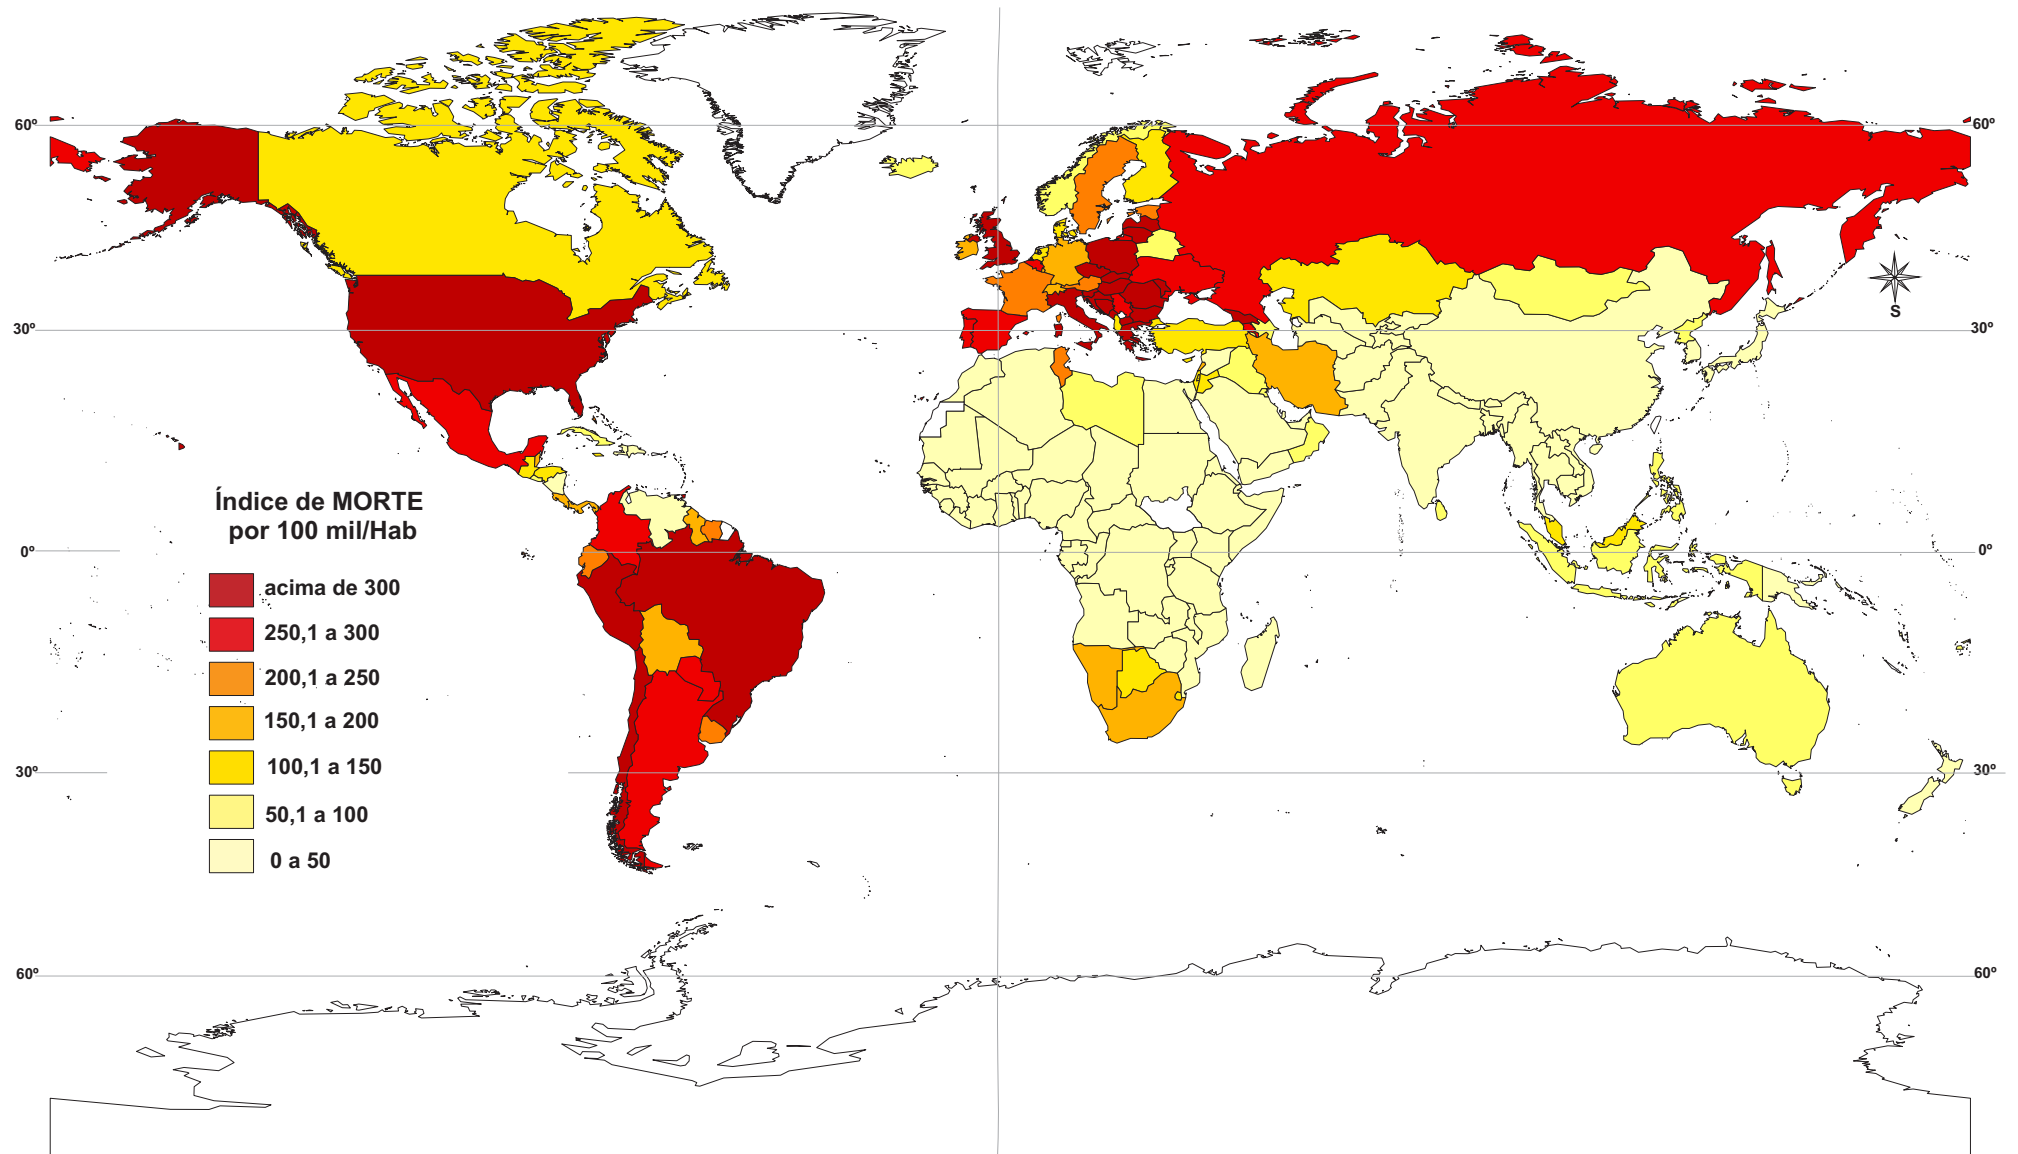 60º
60º
S
30º
30º
Índice de MORTE
por 100 mil/Hab
0º
0º
acima de 300
250,1 a 300
200,1 a 250
150,1 a 200
100,1 a 150
30º
30º
50,1 a 100
0 a 50
60º
60º